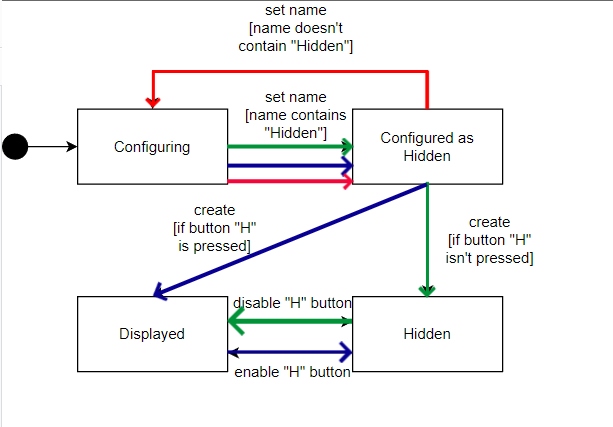 set name
[name doesn't
contain "Hidden"]
set name
[name contains
"Hidden"]
Configuring
Configured as
Hidden
create
[if button "H"
is pressed]
create
[if button "H"
isn't pressed]
disable "H" button
Displayed
Hidden
enable "H" button